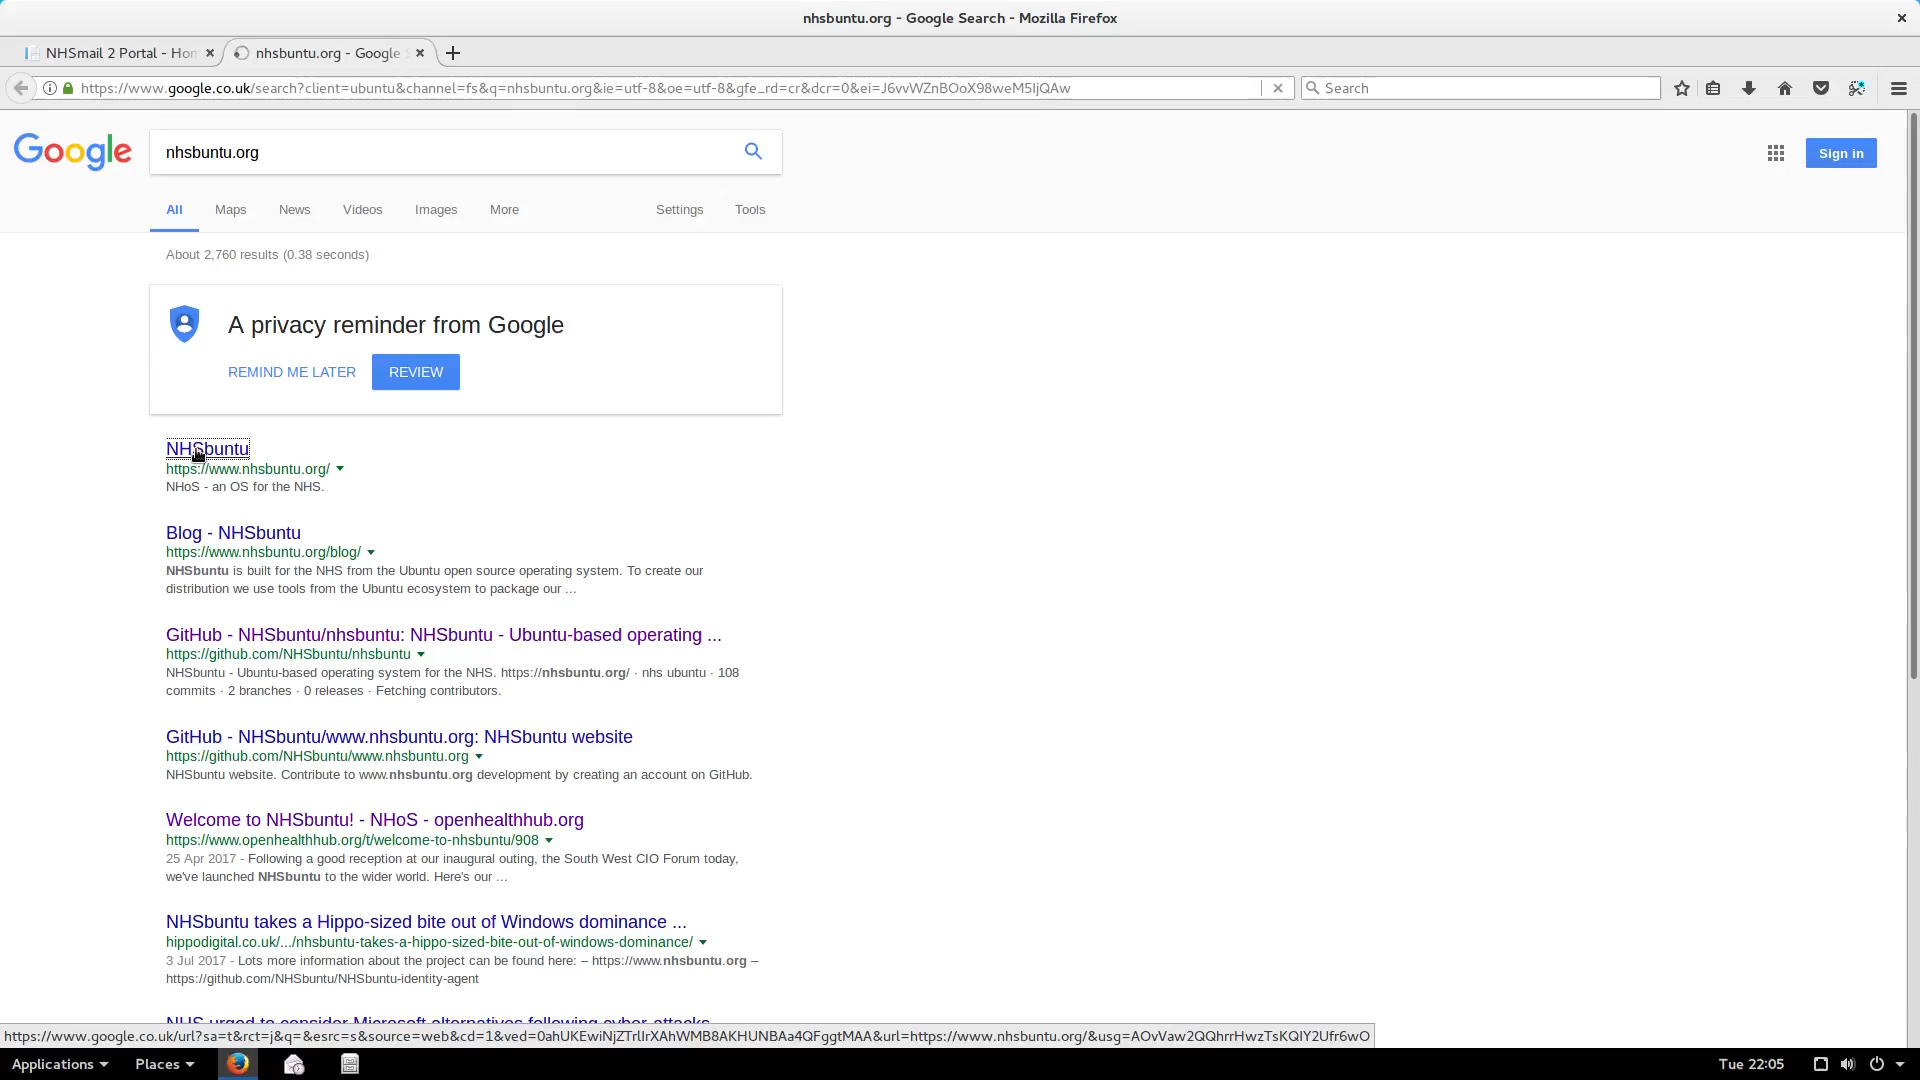 nhsbuntu.org - Google Search - Mozilla Firefox
NHSmail 2 Portal - Hom
nhsbuntu.org - Google S
https://www.google.co.uk/search?client=ubuntu&channel=fs&q=nhsbuntu.org&ie=utf-8&oe=utf-8&gfe_rd=cr&dcr=0&ei=J6vvWZnBOoX98weM5IjQAw
Search
Google
nhsbuntu.org
Sign in
All Maps News Videos Images More Settings Tools
About 2,760 results (0.38 seconds)
A privacy reminder from Google
REMIND ME LATER REVIEW
NHSbuntu
https://www.nhsbuntu.org/
NHoS - an OS for the NHS.
Blog - NHSbuntu
https://www.nhsbuntu.org/blog/
NHSbuntu is built for the NHS from the Ubuntu open source operating system. To create our
distribution we use tools from the Ubuntu ecosystem to package our ...
GitHub - NHSbuntu/nhsbuntu: NHSbuntu - Ubuntu-based operating ...
https://github.com/NHSbuntu/nhsbuntu
NHSbuntu - Ubuntu-based operating system for the NHS. https://nhsbuntu.org/ · nhs ubuntu · 108
commits · 2 branches · 0 releases · Fetching contributors.
GitHub - NHSbuntu/www.nhsbuntu.org: NHSbuntu website
https://github.com/NHSbuntu/www.nhsbuntu.org
NHSbuntu website. Contribute to www.nhsbuntu.org development by creating an account on GitHub.
Welcome to NHSbuntu! - NHoS - openhealthhub.org
https://www.openhealthhub.org/t/welcome-to-nhsbuntu/908
25 Apr 2017 - Following a good reception at our inaugural outing, the South West CIO Forum today,
we've launched NHSbuntu to the wider world. Here's our ...
NHSbuntu takes a Hippo-sized bite out of Windows dominance ...
hippodigital.co.uk/.../nhsbuntu-takes-a-hippo-sized-bite-out-of-windows-dominance/
3 Jul 2017 - Lots more information about the project can be found here: – https://www.nhsbuntu.org –
https://github.com/NHSbuntu/NHSbuntu-identity-agent
NHS urged to consider Microsoft alternatives following cyber-attacks
https://www.google.co.uk/url?sa=t&rct=j&q=&esrc=s&source=web&cd=1&ved=0ahUKEwiNjZTrlIrXAhWMB8AKHUNBAa4QFggtMAA&url=https://www.nhsbuntu.org/&usg=AOvVaw2QQhrrHwzTsKQIY2Ufr6wO
Applications Places Tue 22:05